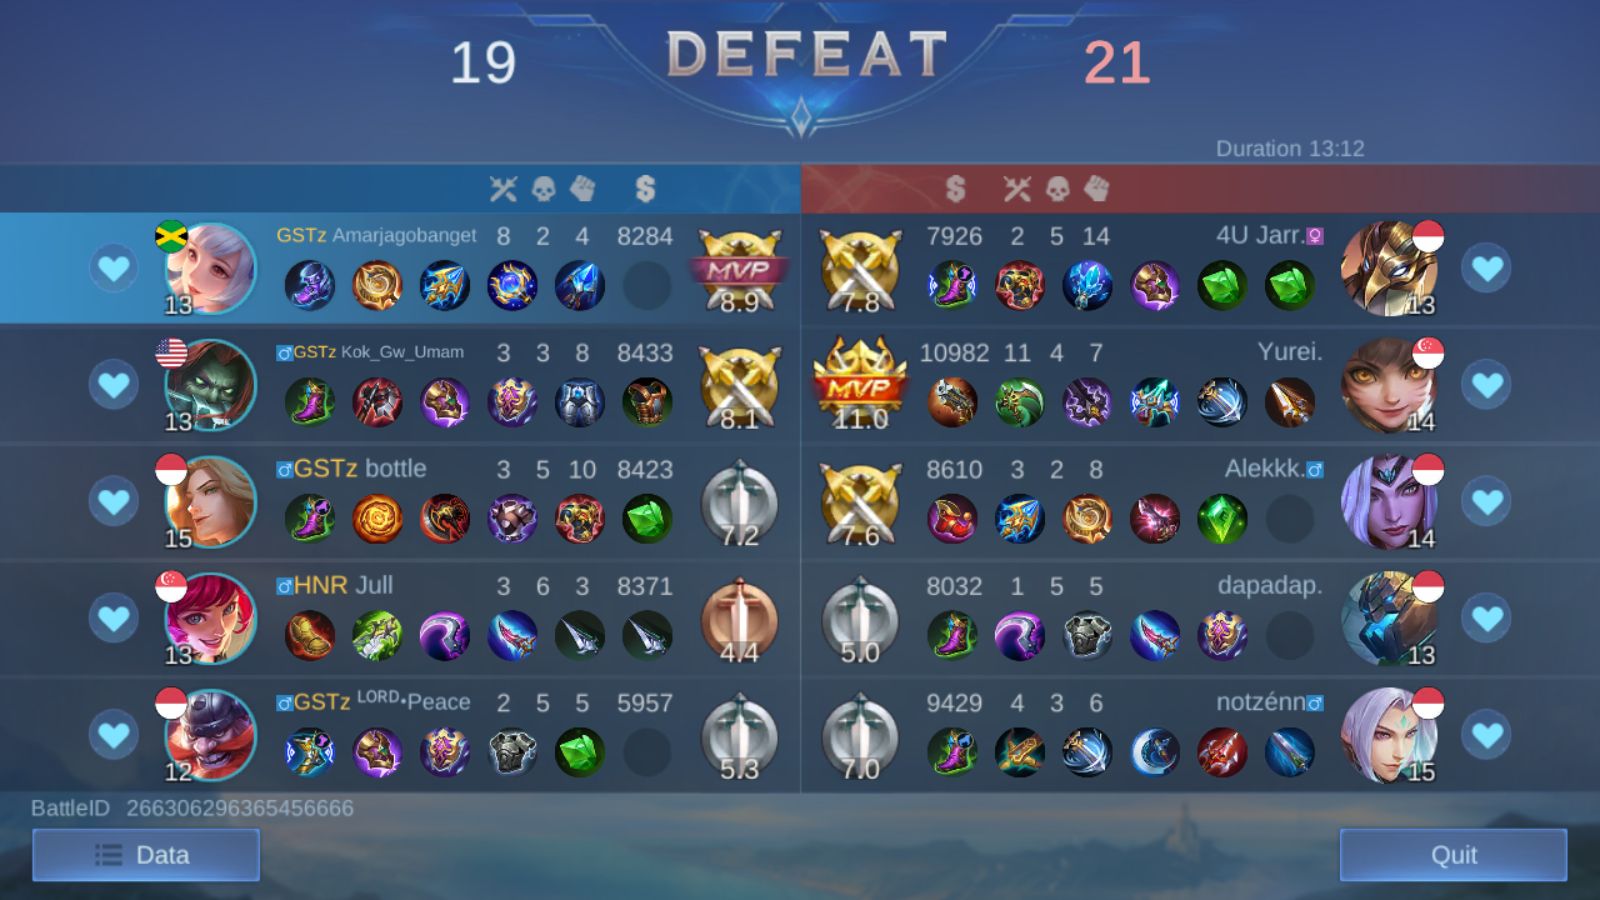 19 DEFEAT 21
Duration 13:12
GSTz Amarjagobanget 8 2 4 8284
13 MVP 8.9
7926 2 5 14 4U Jarr.
7.8 13
GSTz Kok_Gw_Umam 3 3 8 8433
13 8.1
10982 11 4 7 Yurei.
MVP 11.0 14
GSTz bottle 3 5 10 8423
15 7.2
8610 3 2 8 Alekkk.
7.6 14
HNR Jull 3 6 3 8371
13 4.4
8032 1 5 5 dapadap.
5.0 13
GSTz LORD•Peace 2 5 5 5957
12 5.3
9429 4 3 6 notzénn
7.0 15
BattleID 266306296365456666
Data
Quit